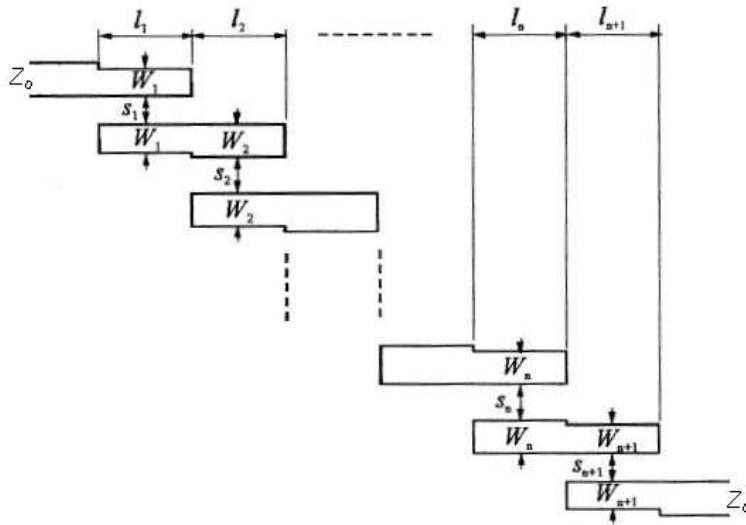 l₁ l₂ lₙ lₙ₊₁
Z₀ W₁
s₁
W₁ W₂
s₂
W₂
Wₙ
sₙ
Wₙ Wₙ₊₁
sₙ₊₁
Wₙ₊₁ Z₀